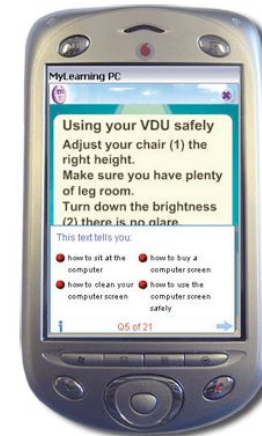 MyLearning PC
Using your VDU safely
Adjust your chair (1) the
right height.
Make sure you have plenty
of leg room.
Turn down the brightness
(2) there is no glare.
This text tells you:
how to sit at the
computer
how to buy a
computer screen
how to clean your
computer screen
how to use the
computer screen
safely
Q5 of 21